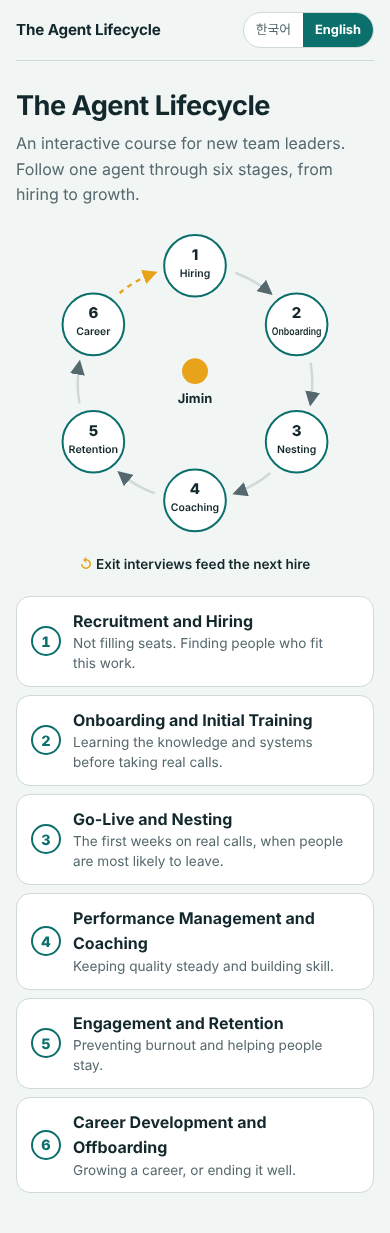 The Agent Lifecycle
한국어
English
The Agent Lifecycle
An interactive course for new team leaders.
Follow one agent through six stages, from
hiring to growth.
1
Hiring
2
Onboarding
3
Nesting
4
Coaching
5
Retention
6
Career
Jimin
Exit interviews feed the next hire
1
Recruitment and Hiring
Not filling seats. Finding people who fit
this work.
2
Onboarding and Initial Training
Learning the knowledge and systems
before taking real calls.
3
Go-Live and Nesting
The first weeks on real calls, when people
are most likely to leave.
4
Performance Management and
Coaching
Keeping quality steady and building skill.
5
Engagement and Retention
Preventing burnout and helping people
stay.
6
Career Development and
Offboarding
Growing a career, or ending it well.